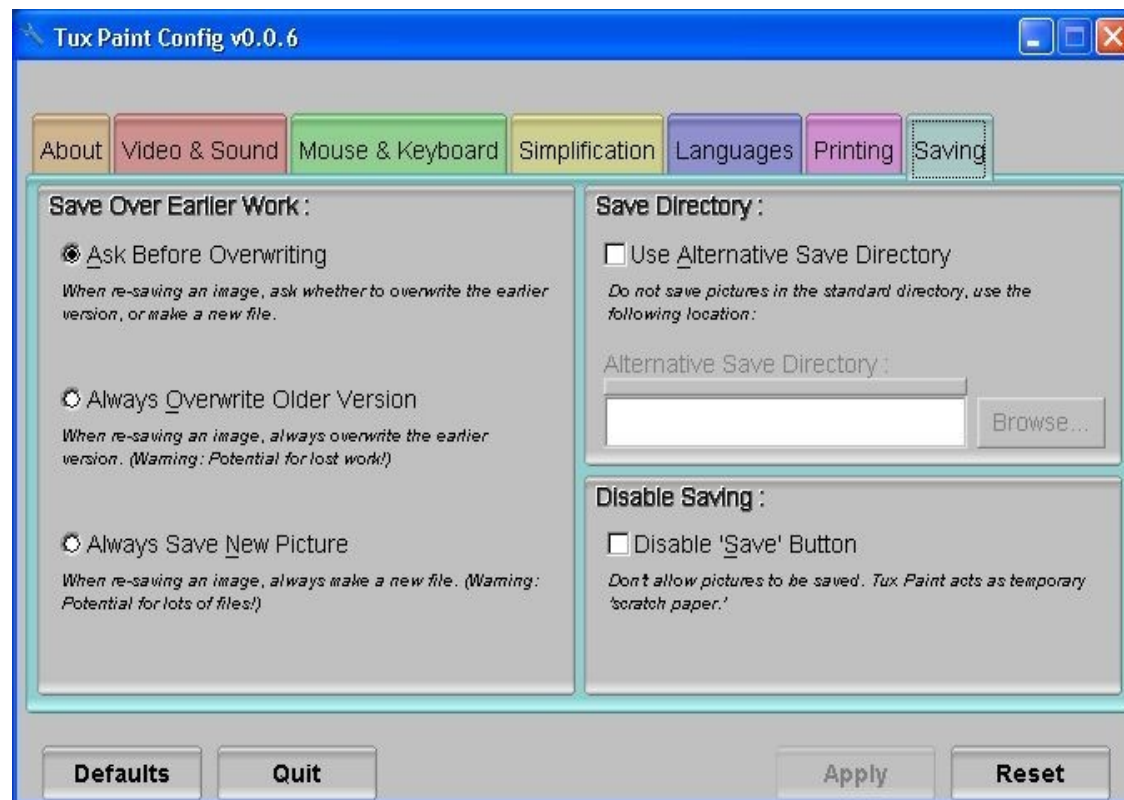 Tux Paint Config v0.0.6
About Video & Sound Mouse & Keyboard Simplification Languages Printing Saving
Save Over Earlier Work :
Ask Before Overwriting
When re-saving an image, ask whether to overwrite the earlier
version, or make a new file.
Always Overwrite Older Version
When re-saving an image, always overwrite the earlier
version. (Warning: Potential for lost work!)
Always Save New Picture
When re-saving an image, always make a new file. (Warning:
Potential for lots of files!)
Save Directory :
Use Alternative Save Directory
Do not save pictures in the standard directory, use the
following location:
Alternative Save Directory :
Browse...
Disable Saving :
Disable 'Save' Button
Don't allow pictures to be saved. Tux Paint acts as temporary
'scratch paper.'
Defaults Quit Apply Reset